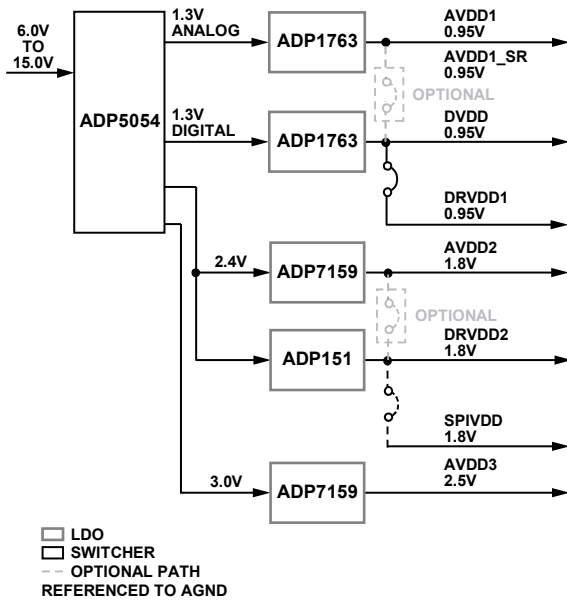 6.0V
TO
15.0V
ADP5054
1.3V
ANALOG
ADP1763
AVDD1
0.95V
AVDD1_SR
0.95V
OPTIONAL
1.3V
DIGITAL
ADP1763
DVDD
0.95V
DRVDD1
0.95V
2.4V
ADP7159
AVDD2
1.8V
OPTIONAL
ADP151
DRVDD2
1.8V
SPIVDD
1.8V
3.0V
ADP7159
AVDD3
2.5V
LDO
SWITCHER
OPTIONAL PATH
REFERENCED TO AGND